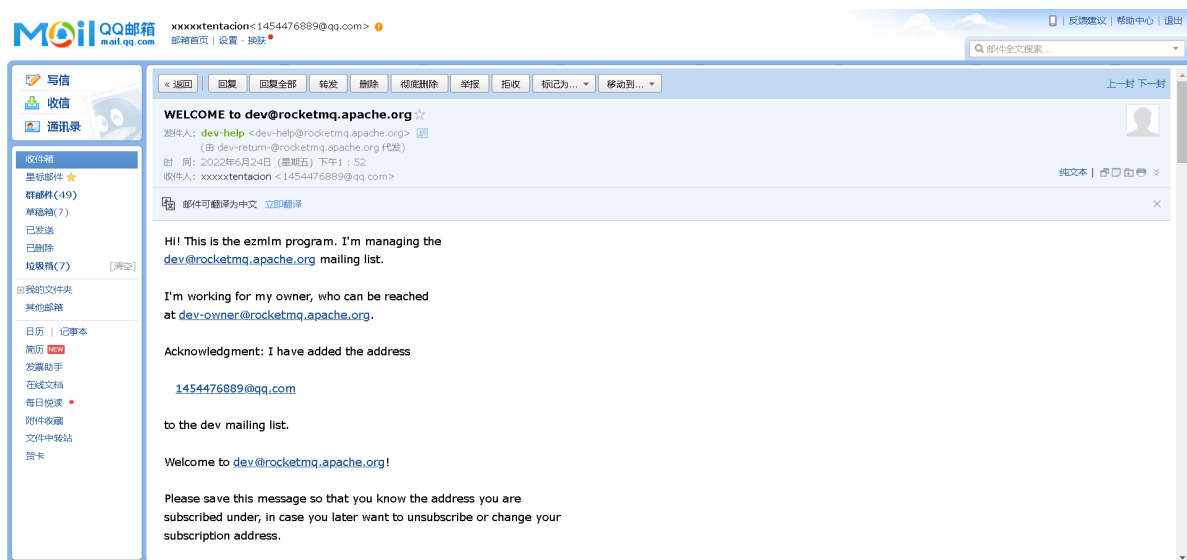 MOil QQ邮箱 mail.qq.com
xxxxxtentacion<1454476889@qq.com>
邮箱首页 | 设置 - 换肤
反馈建议 | 帮助中心 | 退出
邮件全文搜索...
写信
收信
通讯录
收件箱
星标邮件
群邮件(49)
草稿箱(7)
已发送
已删除
垃圾箱(7) [清空]
我的文件夹
其他邮箱
日历 | 记事本
简历 NEW
发票助手
在线文档
每日悦读
附件收藏
文件中转站
贺卡
« 返回 回复 回复全部 转发 删除 彻底删除 举报 拒收 标记为... 移动到...
上一封 下一封
WELCOME to dev@rocketmq.apache.org
发件人: dev-help <dev-help@rocketmq.apache.org>
(由 dev-return-@rocketmq.apache.org 代发)
时 间: 2022年6月24日 (星期五) 下午1:52
收件人: xxxxxtentacion <1454476889@qq.com>
纯文本 |
邮件可翻译为中文 立即翻译
Hi! This is the ezmlm program. I'm managing the
dev@rocketmq.apache.org mailing list.
I'm working for my owner, who can be reached
at dev-owner@rocketmq.apache.org.
Acknowledgment: I have added the address
1454476889@qq.com
to the dev mailing list.
Welcome to dev@rocketmq.apache.org!
Please save this message so that you know the address you are
subscribed under, in case you later want to unsubscribe or change your
subscription address.